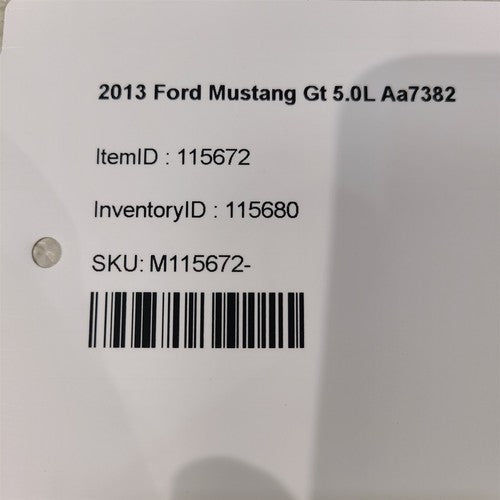 2013 Ford Mustang Gt 5.0L Aa7382
ItemID : 115672
InventoryID : 115680
SKU: M115672-